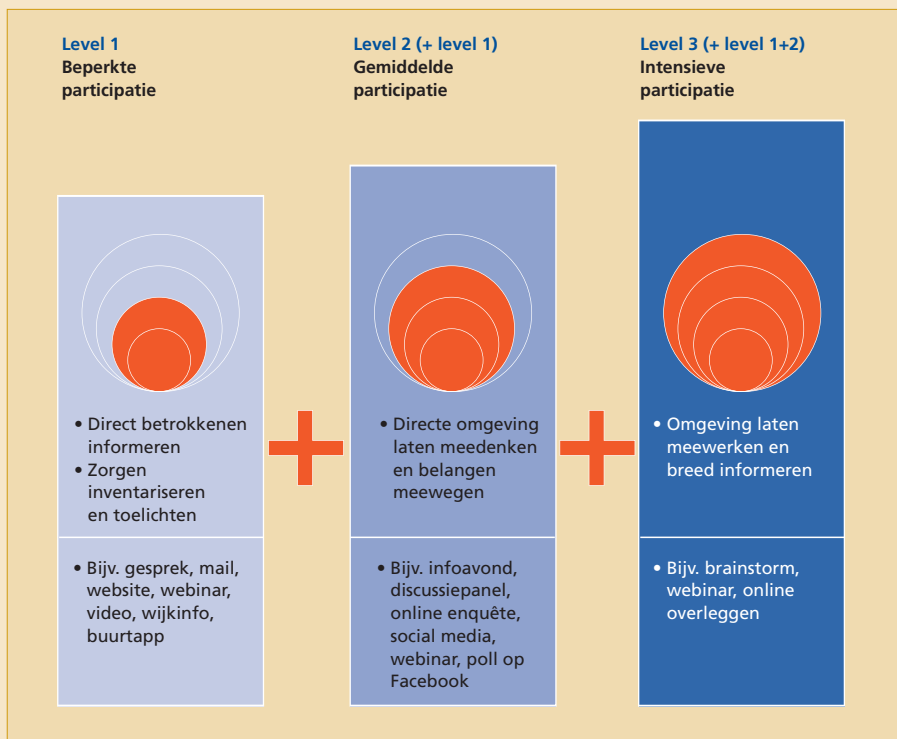 Level 1
Beperkte
participatie
• Direct betrokkenen
informeren
• Zorgen
inventariseren
en toelichten
• Bijv. gesprek, mail,
website, webinar,
video, wijkinfo,
buurtapp
Level 2 (+ level 1)
Gemiddelde
participatie
• Directe omgeving
laten meedenken
en belangen
meewegen
• Bijv. infoavond,
discussiepanel,
online enquête,
social media,
webinar, poll op
Facebook
Level 3 (+ level 1+2)
Intensieve
participatie
• Omgeving laten
meewerken en
breed informeren
• Bijv. brainstorm,
webinar, online
overleggen